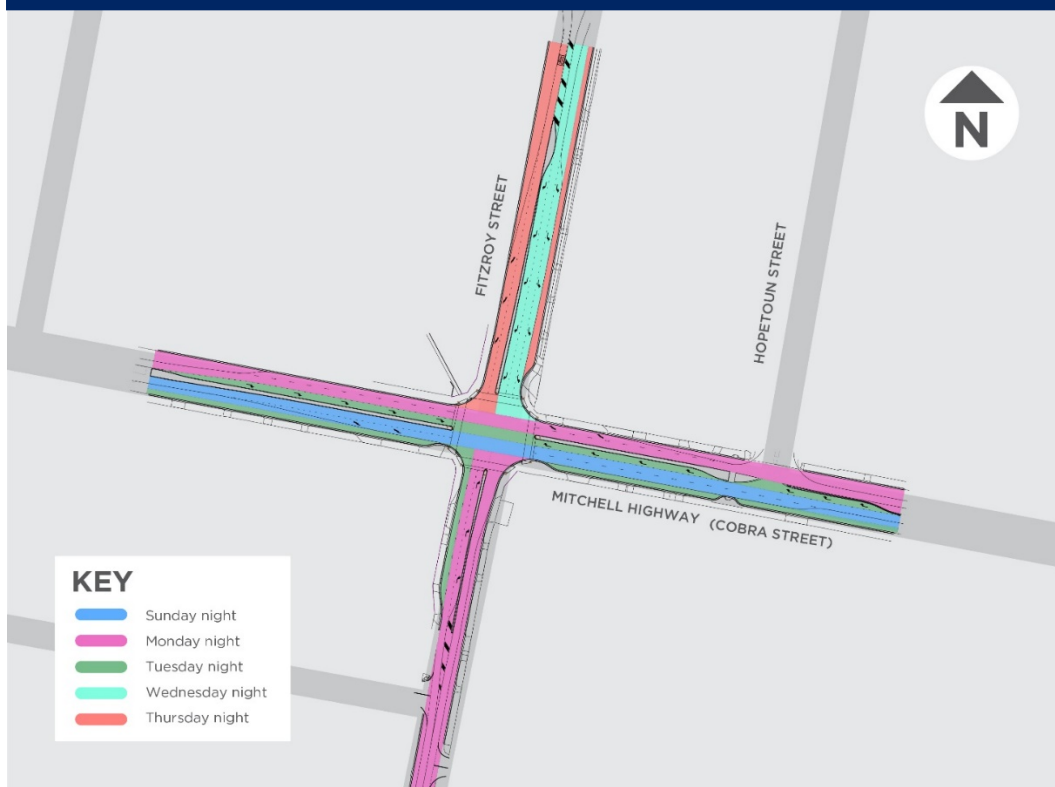 N
FITZROY STREET
HOPETOUN STREET
MITCHELL HIGHWAY (COBRA STREET)
KEY
Sunday night
Monday night
Tuesday night
Wednesday night
Thursday night